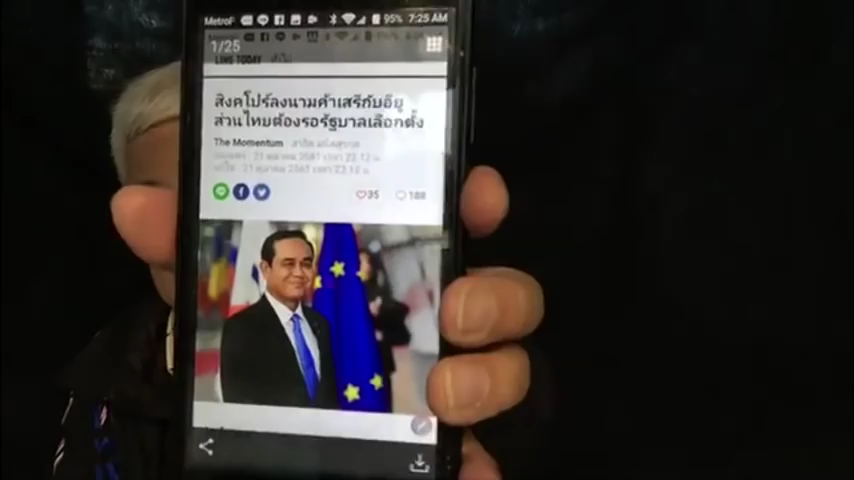 MetroP 95% 7:25 AM
1/25
LINE TODAY
สิงคโปร์ลงนามค้าเสรีกับอียู
ส่วนไทยต้องรอรัฐบาลเลือกตั้ง
The Momentum
35 188